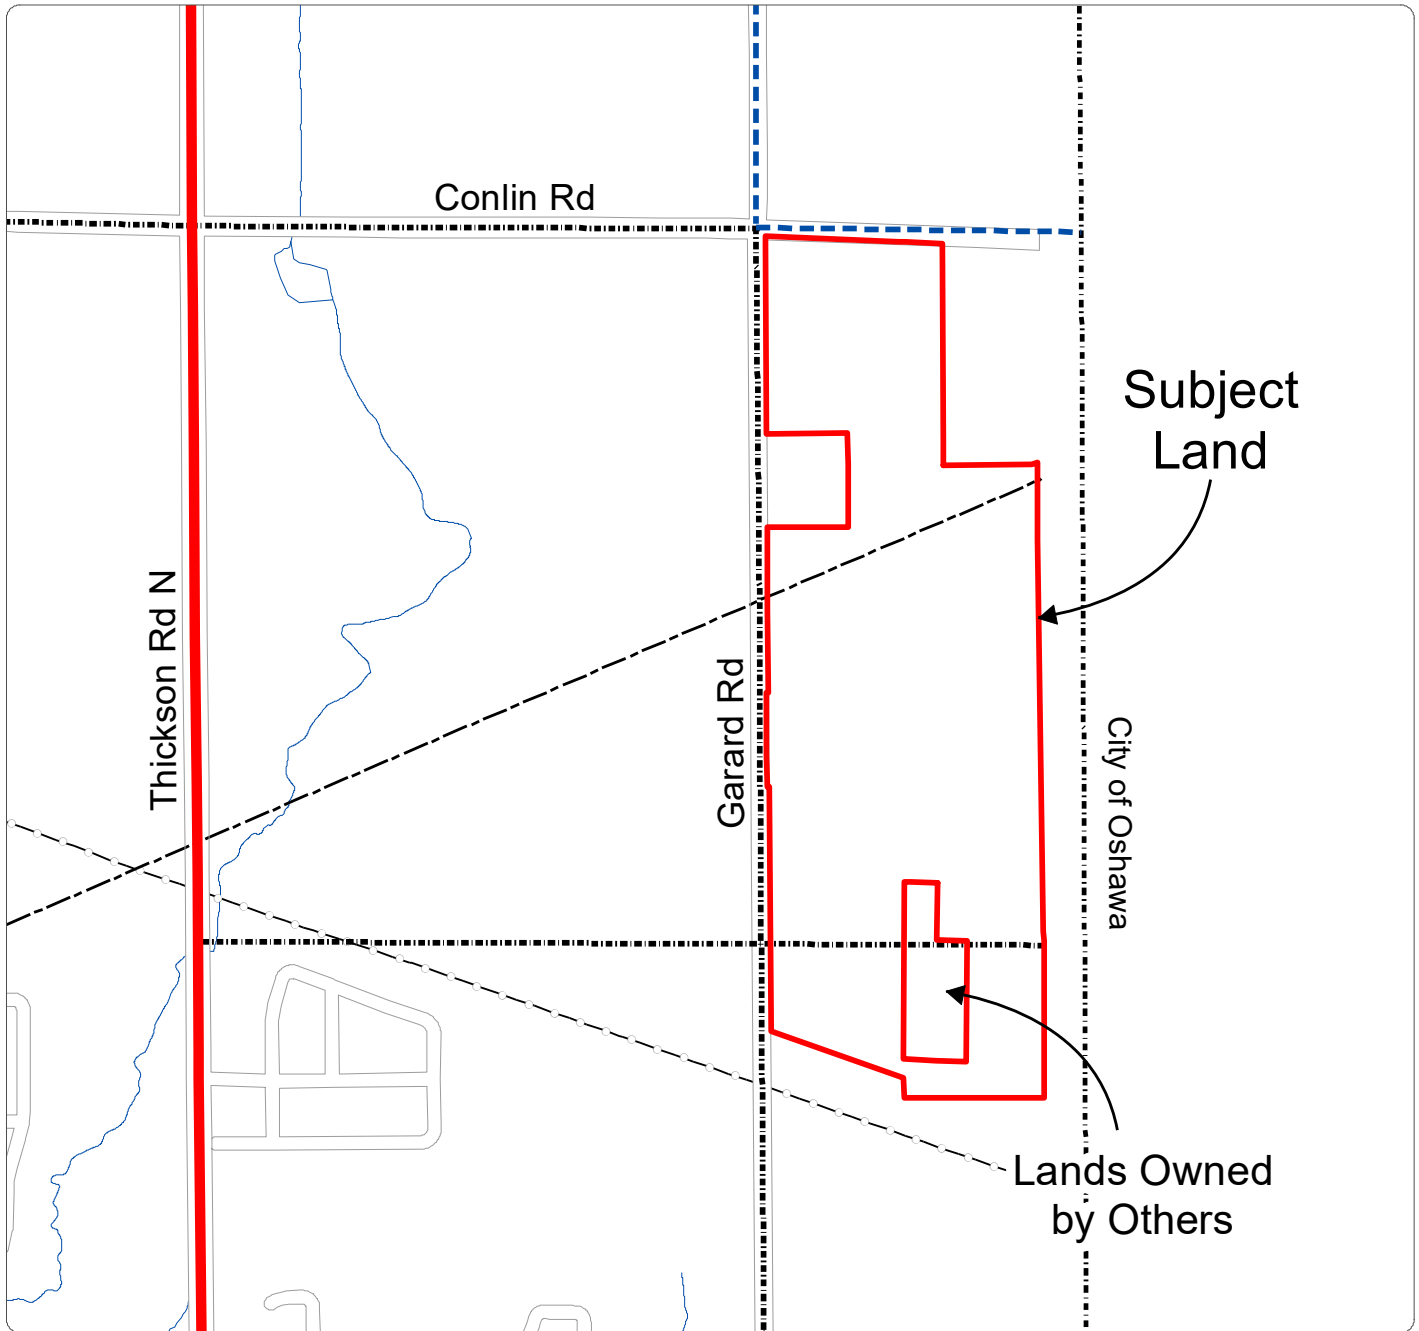 Conlin Rd
Subject
Land
Thickson Rd N
Garard Rd
City of Oshawa
Lands Owned
by Others